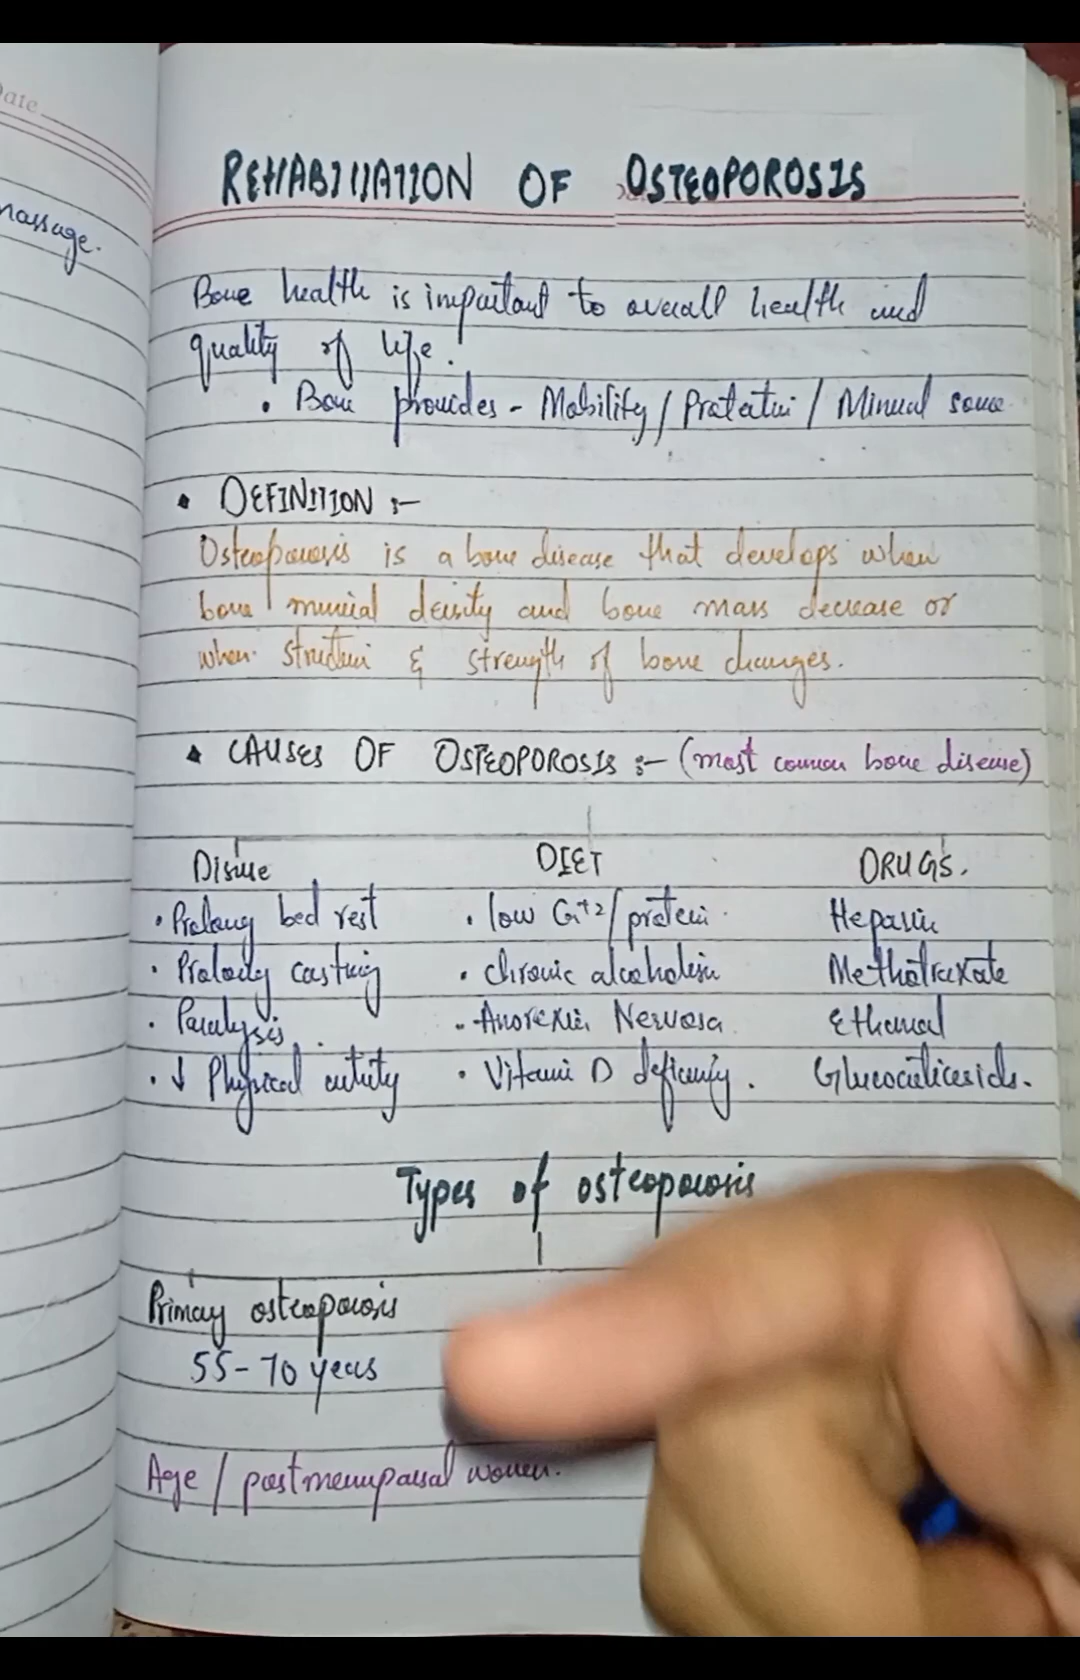 Date
massage.
REHABILITATION OF OSTEOPOROSIS
Bone health is important to overall health and
quality of life.
• Bone provides - Mobility / Protection / Mineral source
• DEFINITION :-
Osteoporosis is a bone disease that develops when
bone mineral density and bone mass decrease or
when structure & strength of bone changes.
▲ CAUSES OF OSTEOPOROSIS :- (most common bone disease)
Disuse DIET DRUGS.
• Prolong bed rest • low Ca+2 / protein Heparin
• Prolong casting • Chronic alcoholism Methotrexate
• Paralysis • Anorexia Nervosa Ethanol
• ↓ Physical activity • Vitamin D deficiency. Glucocorticosids.
Types of osteoporosis
Primary osteoporosis
55-70 years
Age / postmenopausal women.